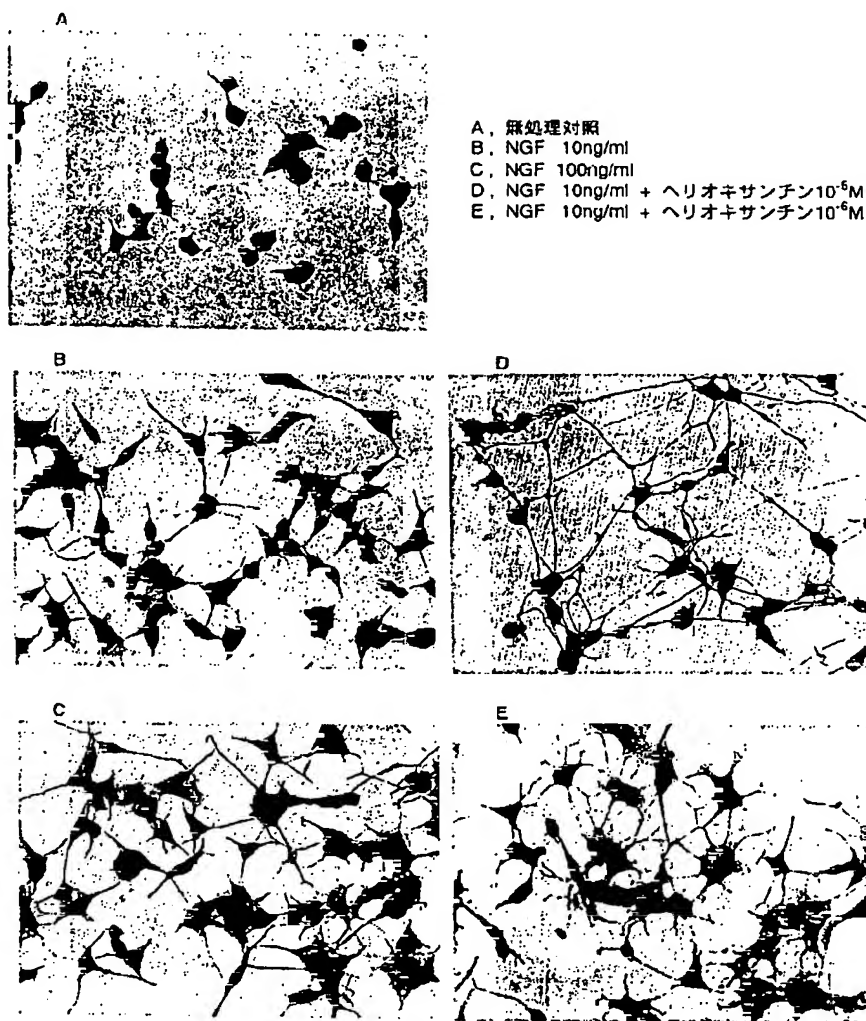 A
A, 無処理対照
B, NGF 10ng/ml
C, NGF 100ng/ml
D, NGF 10ng/ml + ヘリオキサンチン10⁻⁵M
E, NGF 10ng/ml + ヘリオキサンチン10⁻⁶M
B
D
C
E